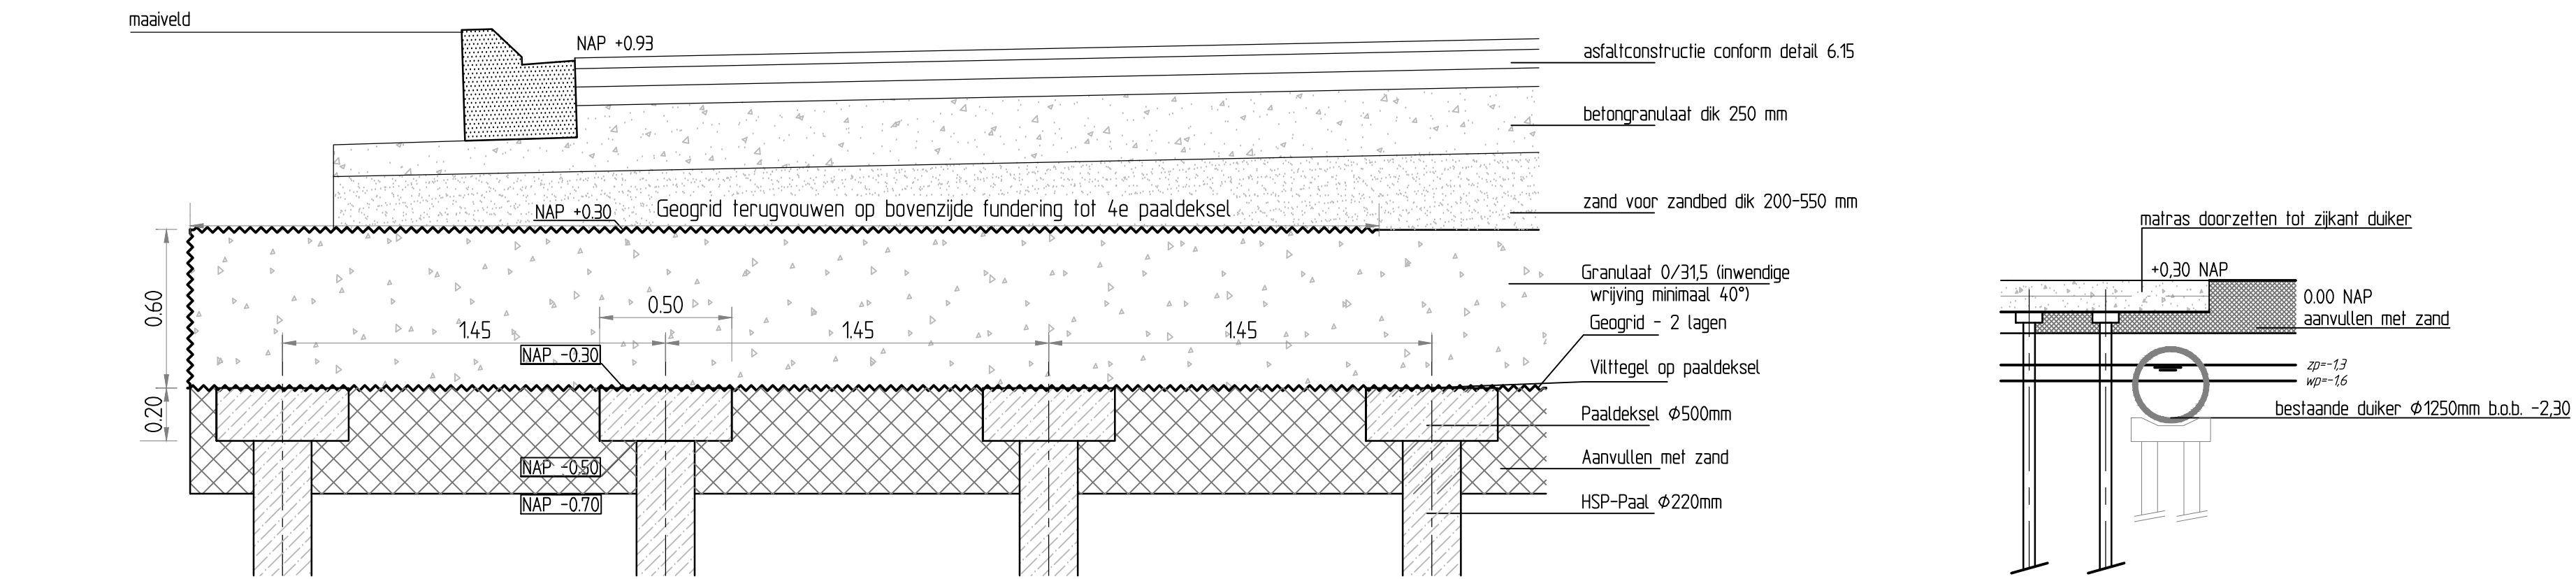 maaiveld
NAP +0.93
asfaltconstructie conform detail 6.15
betongranulaat dik 250 mm
zand voor zandbed dik 200-550 mm
NAP +0.30
Geogrid terugvouwen op bovenzijde fundering tot 4e paaldeksel
Granulaat 0/31,5 (inwendige
wrijving minimaal 40°)
0.60
0.50
1.45
1.45
1.45
Geogrid - 2 lagen
NAP -0.30
Vilttegel op paaldeksel
0.20
Paaldeksel Ø500mm
Aanvullen met zand
NAP -0.50
NAP -0.70
HSP-Paal Ø220mm
matras doorzetten tot zijkant duiker
+0,30 NAP
0.00 NAP
aanvullen met zand
zp=-1,3
wp=-1,6
bestaande duiker Ø1250mm b.o.b. -2,30